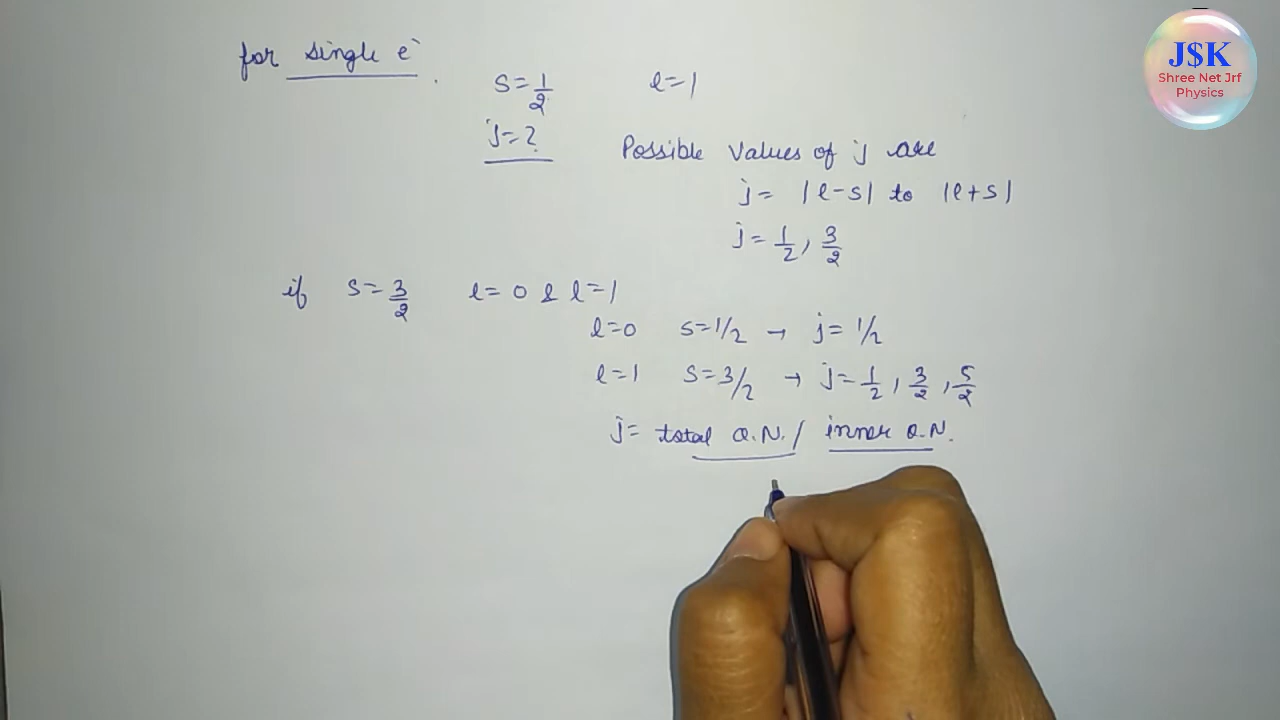 for single e⁻.
s = 1/2    l = 1
j = ?    Possible values of j are
j = |l - s| to |l + s|
j = 1/2, 3/2
if s = 3/2    l = 0 & l = 1
l = 0    s = 1/2 → j = 1/2
l = 1    s = 3/2 → j = 1/2, 3/2, 5/2
j = total Q.N. / inner Q.N.
JSK
Shree Net Jrf
Physics